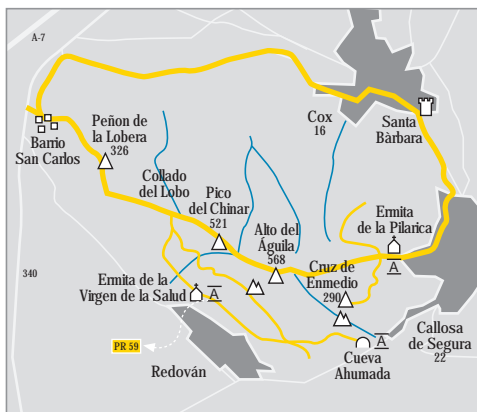 A-7
Cox
16
Santa
Bàrbara
Peñon de
la Lobera
326
Barrio
San Carlos
Collado
del Lobo
Pico
del Chinar
521
Alto del
Águila
568
Ermita
de la Pilarica
A
Cruz de
Enmedio
290
340
Ermita de la
Virgen de la Salud
A
PR 59
Redován
A
Cueva
Ahumada
Callosa
de Segura
22